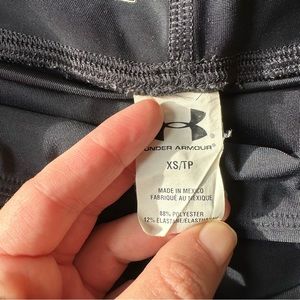 UNDER ARMOUR
XS/TP
MADE IN MEXICO
FABRIQUÉ AU MEXIQUE
88% POLYESTER
12% ELASTANE/ELASTHANNE